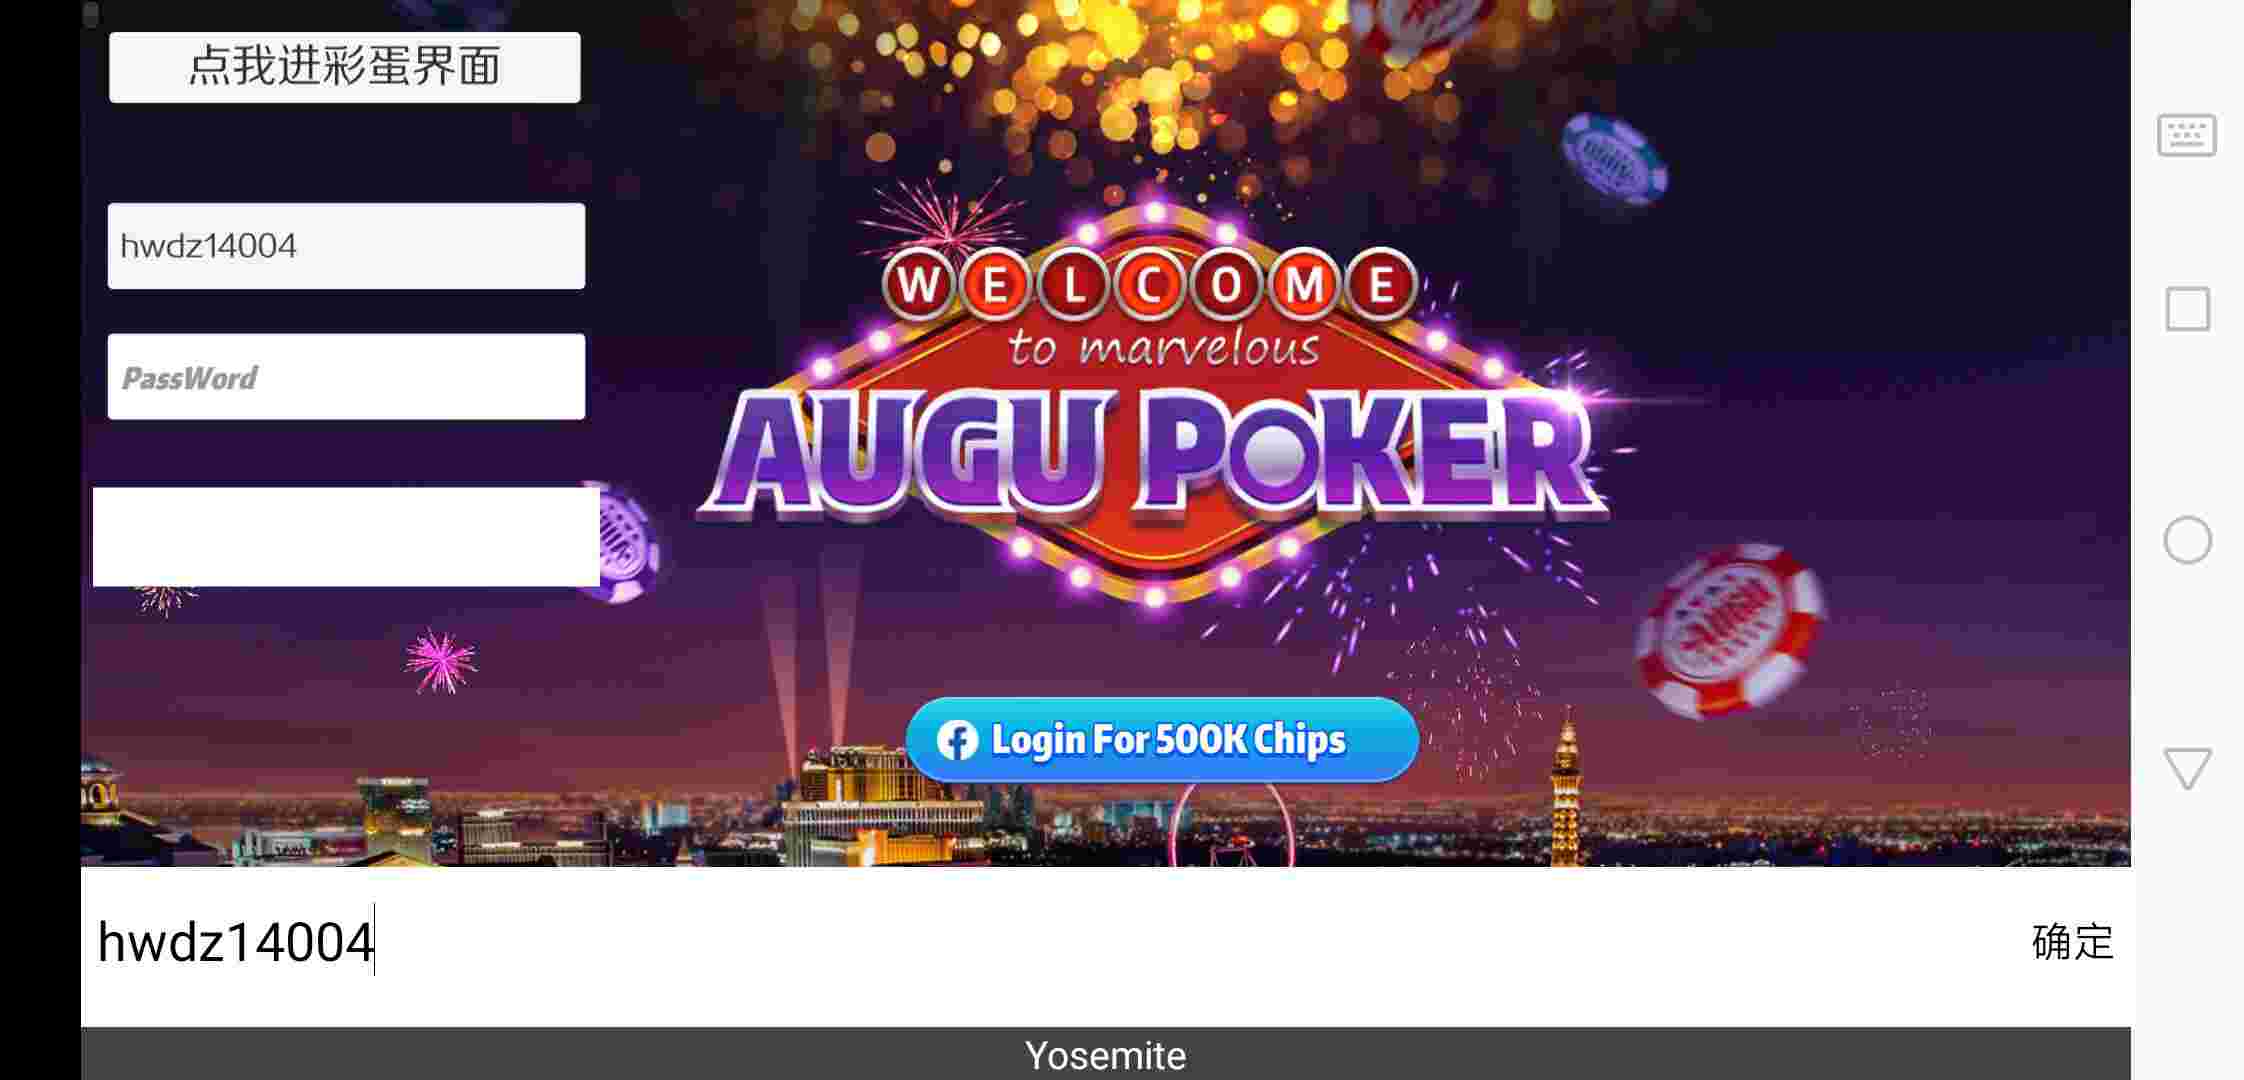 点我进彩蛋界面
hwdz14004
PassWord
WELCOME
to marvelous
AUGU POKER
Login For 500K Chips
hwdz14004
确定
Yosemite